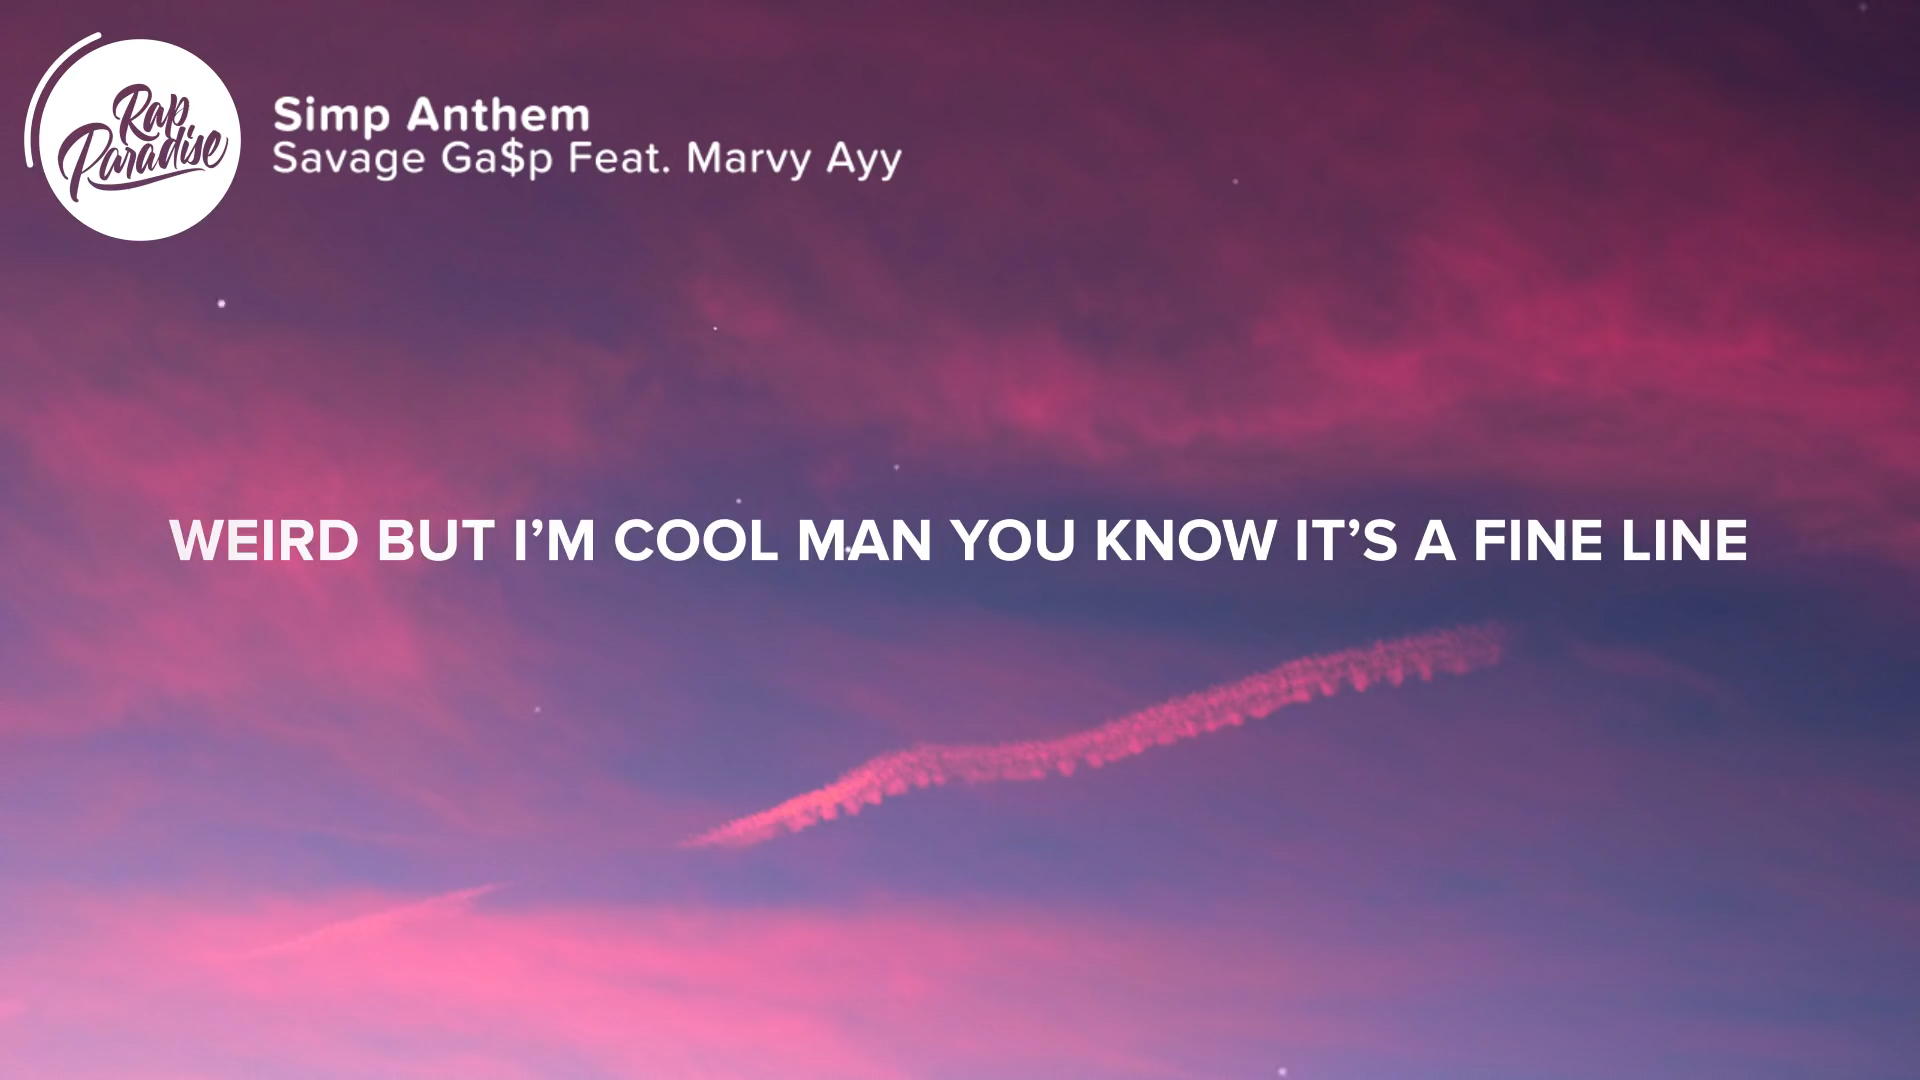 Rap
Paradise
Simp Anthem
Savage Ga$p Feat. Marvy Ayy
WEIRD BUT I’M COOL MAN YOU KNOW IT’S A FINE LINE